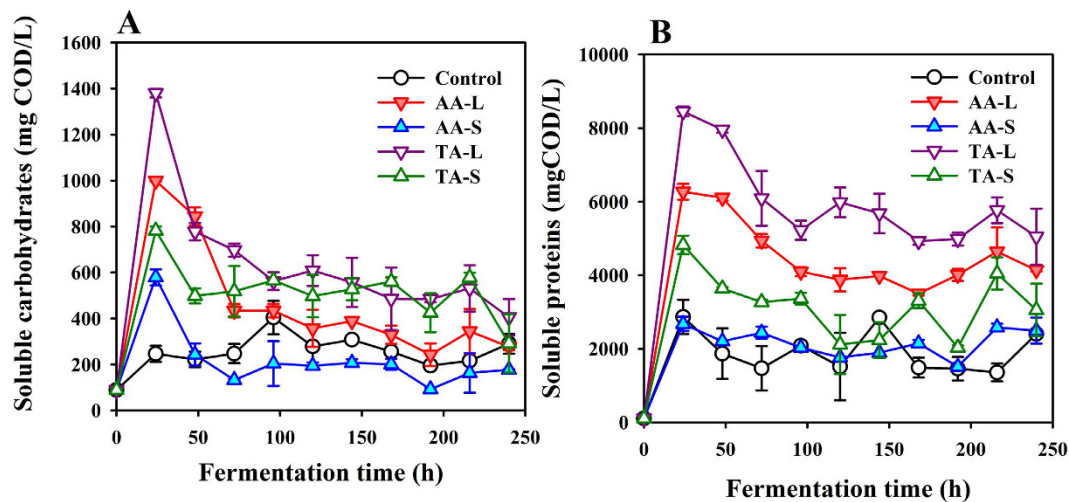 A
Soluble carbohydrates (mg COD/L)
1600
1400
1200
1000
800
600
400
200
0
Control
AA-L
AA-S
TA-L
TA-S
0
50
100
150
200
250
Fermentation time (h)
B
Soluble proteins (mgCOD/L)
10000
8000
6000
4000
2000
0
Control
AA-L
AA-S
TA-L
TA-S
0
50
100
150
200
250
Fermentation time (h)